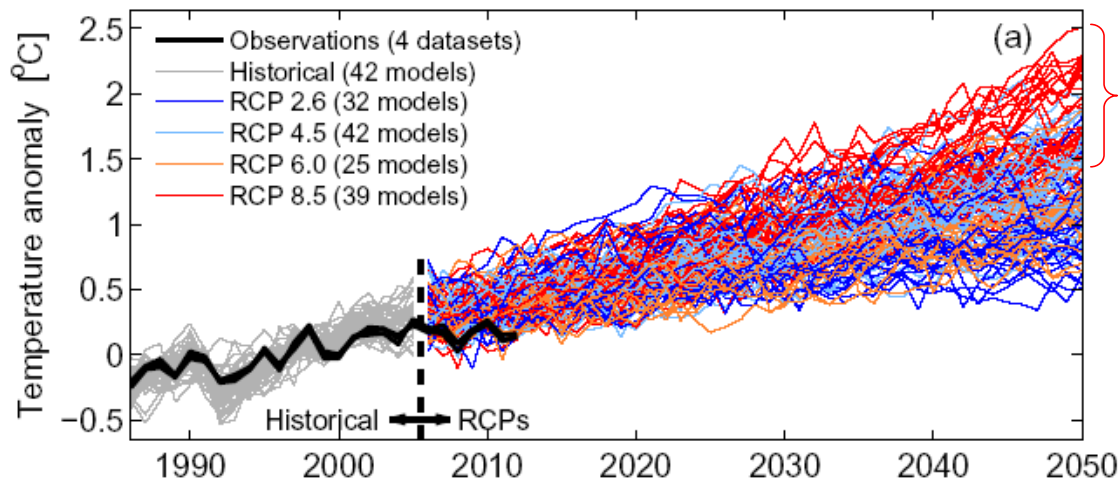 Temperature anomaly [°C]
2.5
2
1.5
1
0.5
0
−0.5
(a)
Observations (4 datasets)
Historical (42 models)
RCP 2.6 (32 models)
RCP 4.5 (42 models)
RCP 6.0 (25 models)
RCP 8.5 (39 models)
Historical RCPs
1990 2000 2010 2020 2030 2040 2050